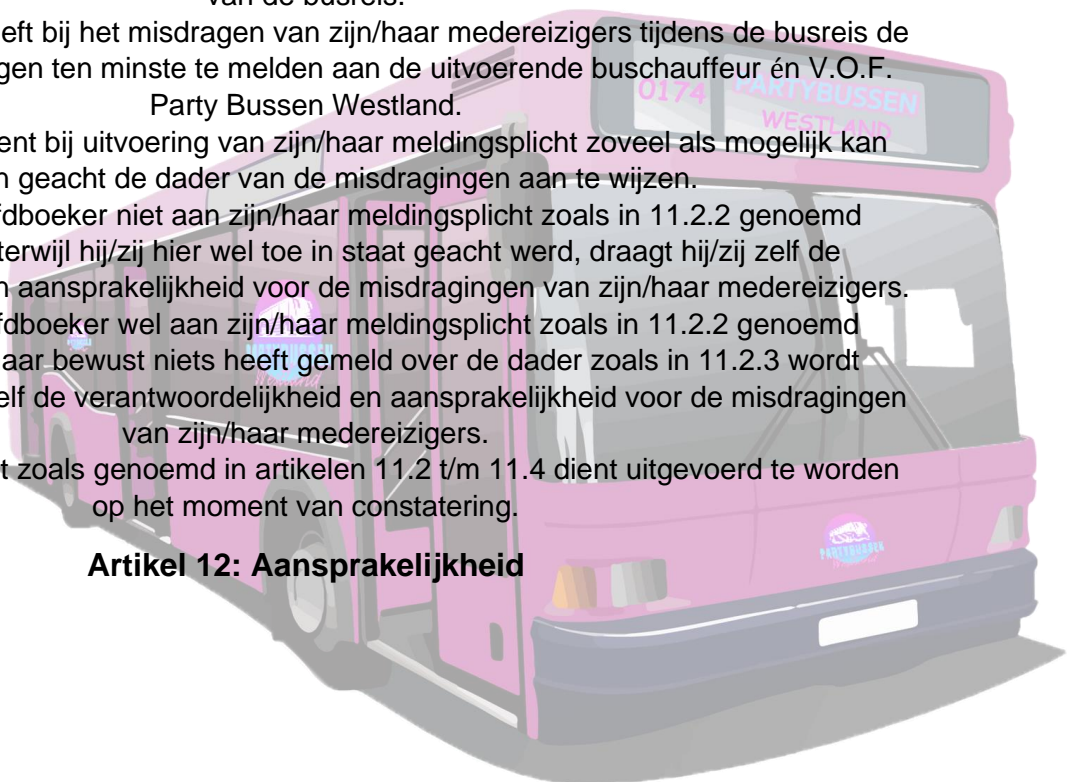 van de busreis.
eft bij het misdragen van zijn/haar medereizigers tijdens de busreis de
gen ten minste te melden aan de uitvoerende buschauffeur én V.O.F.
Party Bussen Westland.
ent bij uitvoering van zijn/haar meldingsplicht zoveel als mogelijk kan
n geacht de dader van de misdragingen aan te wijzen.
fdboeker niet aan zijn/haar meldingsplicht zoals in 11.2.2 genoemd
terwijl hij/zij hier wel toe in staat geacht werd, draagt hij/zij zelf de
n aansprakelijkheid voor de misdragingen van zijn/haar medereizigers.
fdboeker wel aan zijn/haar meldingsplicht zoals in 11.2.2 genoemd
aar bewust niets heeft gemeld over de dader zoals in 11.2.3 wordt
elf de verantwoordelijkheid en aansprakelijkheid voor de misdragingen
van zijn/haar medereizigers.
t zoals genoemd in artikelen 11.2 t/m 11.4 dient uitgevoerd te worden
op het moment van constatering.
Artikel 12: Aansprakelijkheid
0174 PARTYBUSSEN
WESTLAND
PARTYBUSSEN
Westland
PARTYBUSSEN
Westland